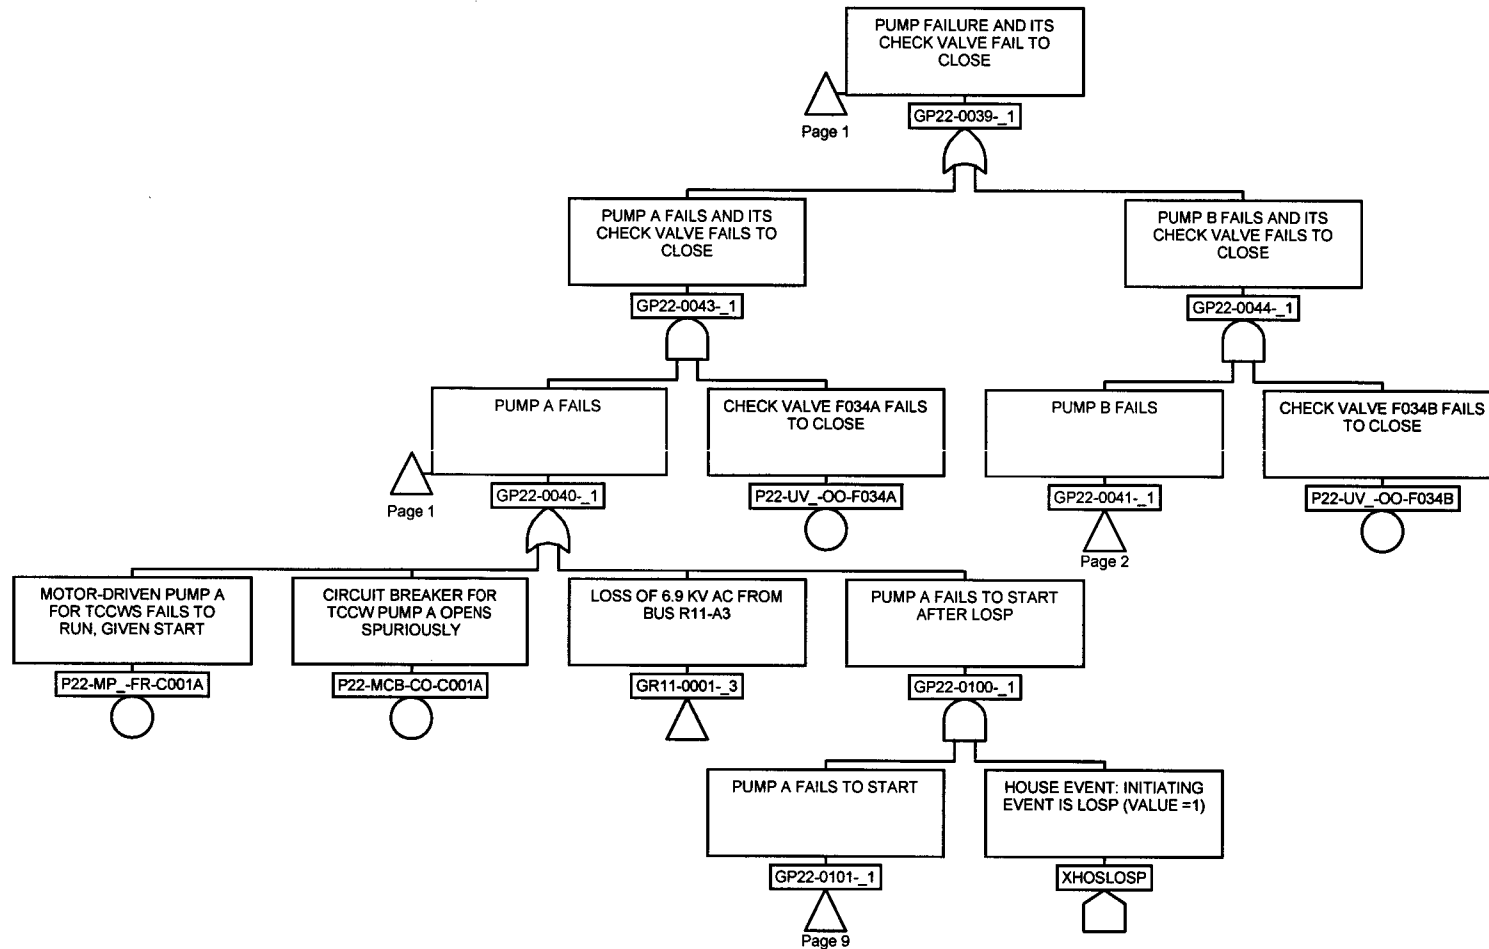 PUMP FAILURE AND ITS
CHECK VALVE FAIL TO
CLOSE
Page 1
GP22-0039-_1
PUMP A FAILS AND ITS
CHECK VALVE FAILS TO
CLOSE
GP22-0043-_1
PUMP B FAILS AND ITS
CHECK VALVE FAILS TO
CLOSE
GP22-0044-_1
PUMP A FAILS
Page 1
GP22-0040-_1
CHECK VALVE F034A FAILS
TO CLOSE
P22-UV_-OO-F034A
PUMP B FAILS
GP22-0041-_1
Page 2
CHECK VALVE F034B FAILS
TO CLOSE
P22-UV_-OO-F034B
MOTOR-DRIVEN PUMP A
FOR TCCWS FAILS TO
RUN, GIVEN START
P22-MP_-FR-C001A
CIRCUIT BREAKER FOR
TCCW PUMP A OPENS
SPURIOUSLY
P22-MCB-CO-C001A
LOSS OF 6.9 KV AC FROM
BUS R11-A3
GR11-0001-_3
PUMP A FAILS TO START
AFTER LOSP
GP22-0100-_1
PUMP A FAILS TO START
GP22-0101-_1
Page 9
HOUSE EVENT: INITIATING
EVENT IS LOSP (VALUE =1)
XHOSLOSP